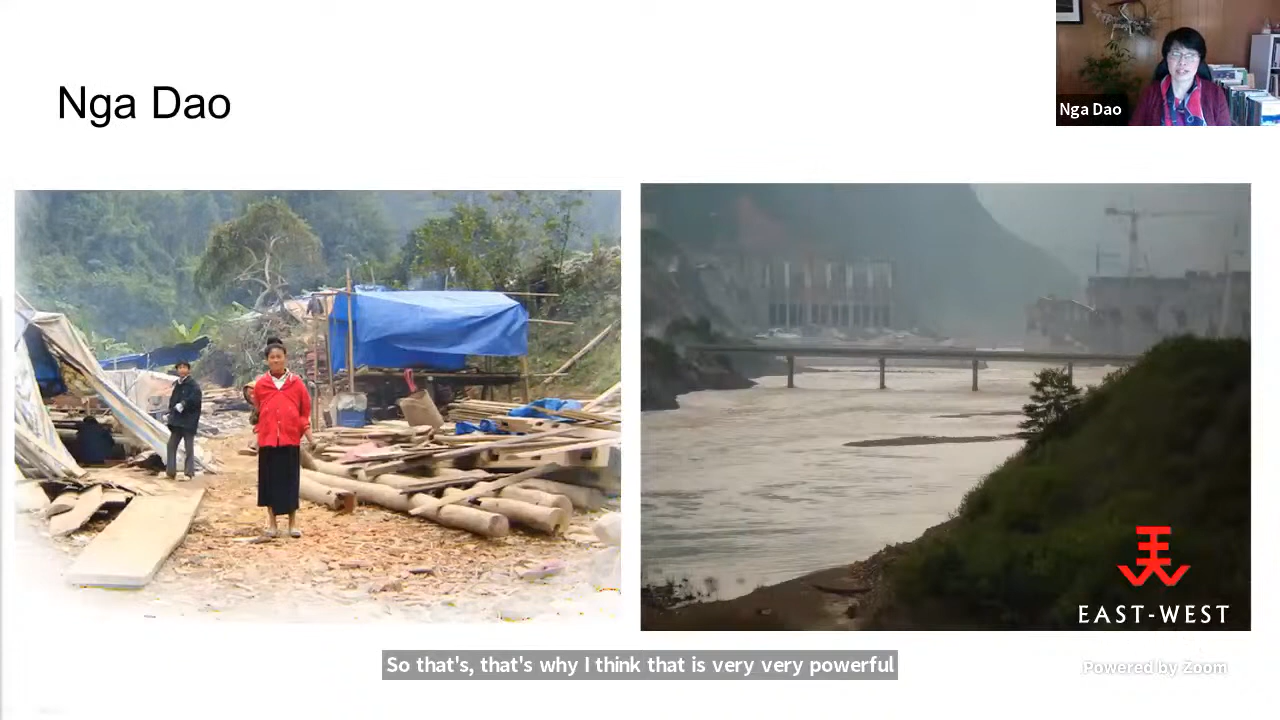 Nga Dao
Nga Dao
EAST-WEST
So that's, that's why I think that is very very powerful
Powered by Zoom